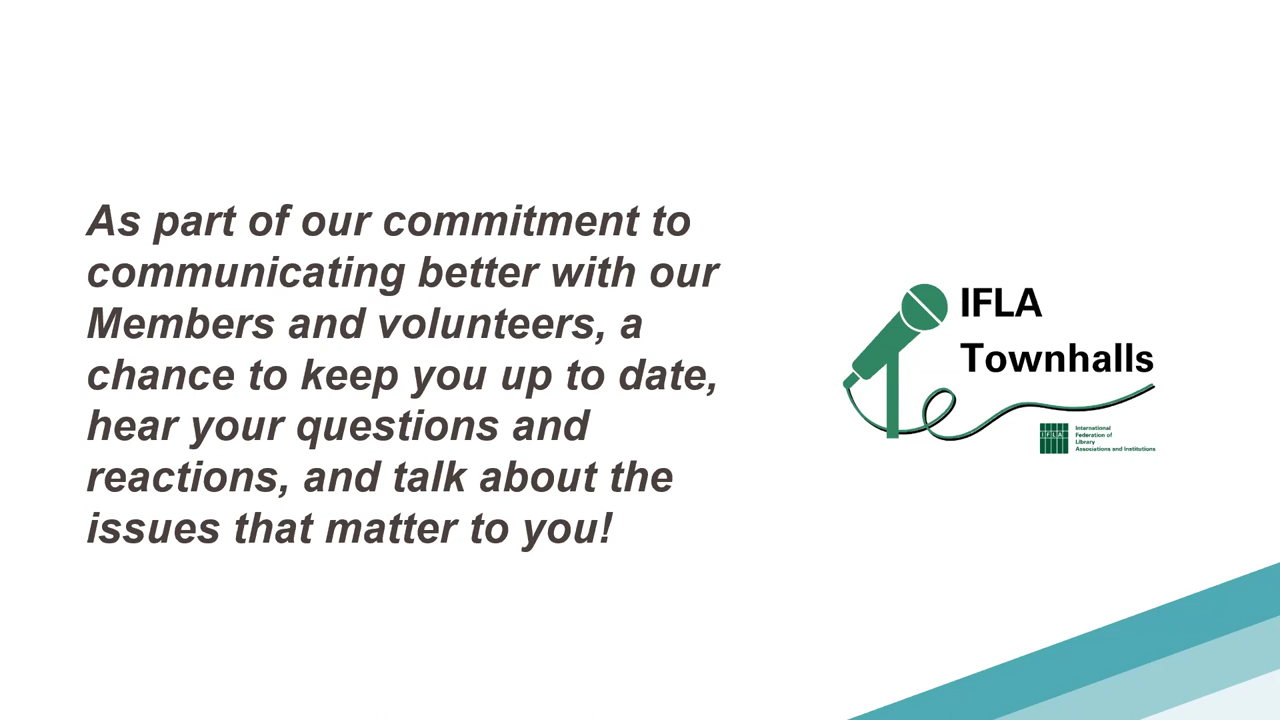 As part of our commitment to
communicating better with our
Members and volunteers, a
chance to keep you up to date,
hear your questions and
reactions, and talk about the
issues that matter to you!
IFLA
Townhalls
IFLA
International
Federation of
Library
Associations and Institutions